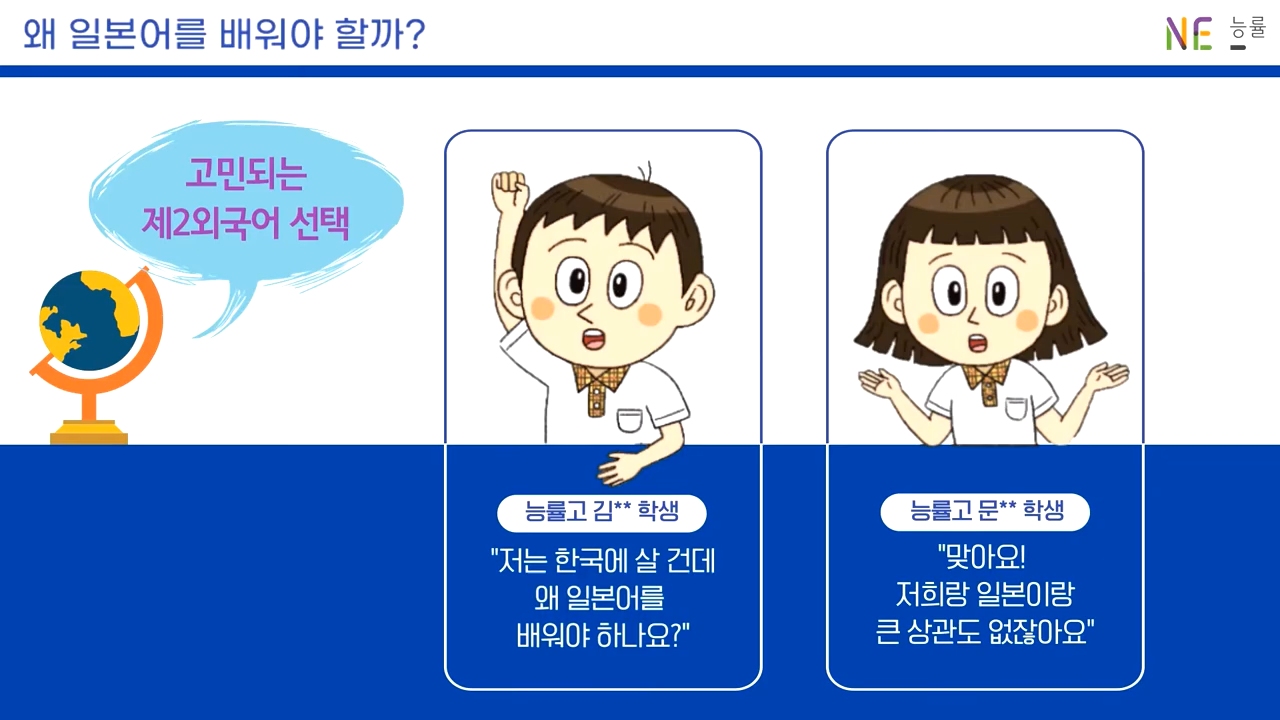 왜 일본어를 배워야 할까?
NE 능률
고민되는
제2외국어 선택
능률고 김** 학생
"저는 한국에 살 건데
왜 일본어를
배워야 하나요?"
능률고 문** 학생
"맞아요!
저희랑 일본이랑
큰 상관도 없잖아요"